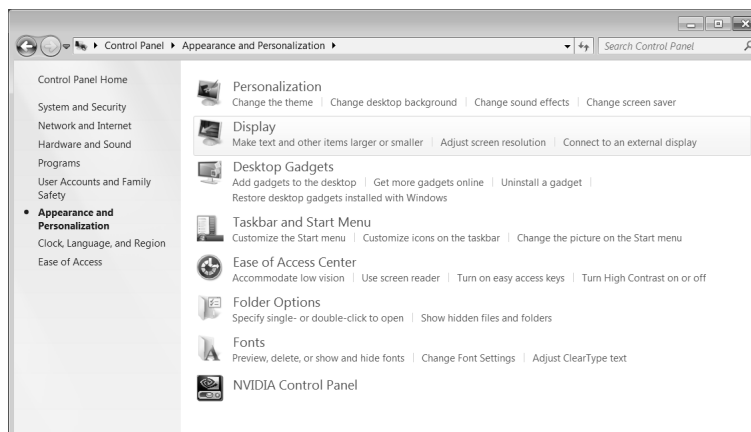 Control Panel ▸ Appearance and Personalization ▸
Search Control Panel
Control Panel Home
System and Security
Network and Internet
Hardware and Sound
Programs
User Accounts and Family
Safety
Appearance and
Personalization
Clock, Language, and Region
Ease of Access
Personalization
Change the theme | Change desktop background | Change sound effects | Change screen saver
Display
Make text and other items larger or smaller | Adjust screen resolution | Connect to an external display
Desktop Gadgets
Add gadgets to the desktop | Get more gadgets online | Uninstall a gadget |
Restore desktop gadgets installed with Windows
Taskbar and Start Menu
Customize the Start menu | Customize icons on the taskbar | Change the picture on the Start menu
Ease of Access Center
Accommodate low vision | Use screen reader | Turn on easy access keys | Turn High Contrast on or off
Folder Options
Specify single- or double-click to open | Show hidden files and folders
Fonts
Preview, delete, or show and hide fonts | Change Font Settings | Adjust ClearType text
NVIDIA Control Panel